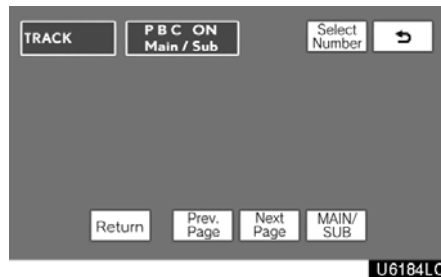 TRACK
PBC ON
Main / Sub
Select
Number
Return
Prev.
Page
Next
Page
MAIN/
SUB
U6184LC